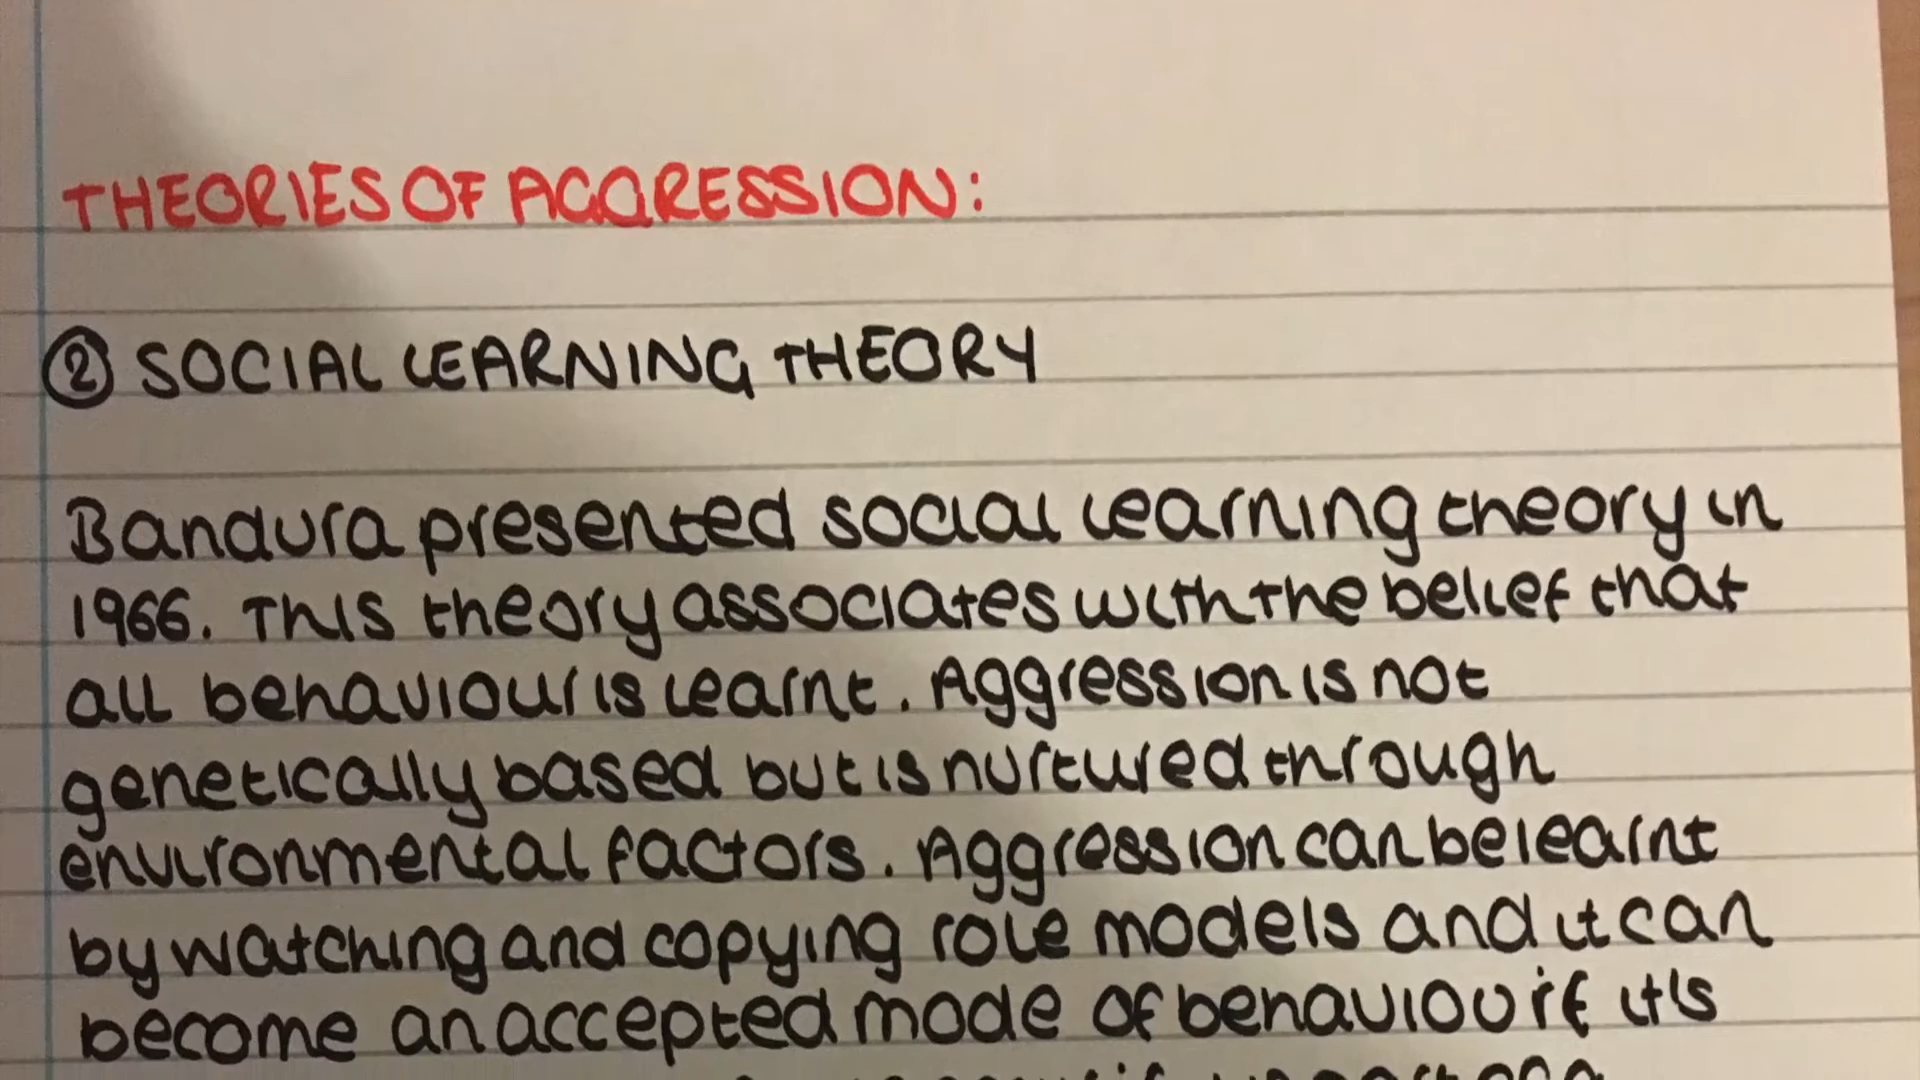 THEORIES OF AGGRESSION:
② SOCIAL LEARNING THEORY
Bandura presented social learning theory in
1966. This theory associates with the belief that
all behaviour is learnt. Aggression is not
genetically based but is nurtured through
environmental factors. Aggression can be learnt
by watching and copying role models and it can
become an accepted mode of behaviour if it's